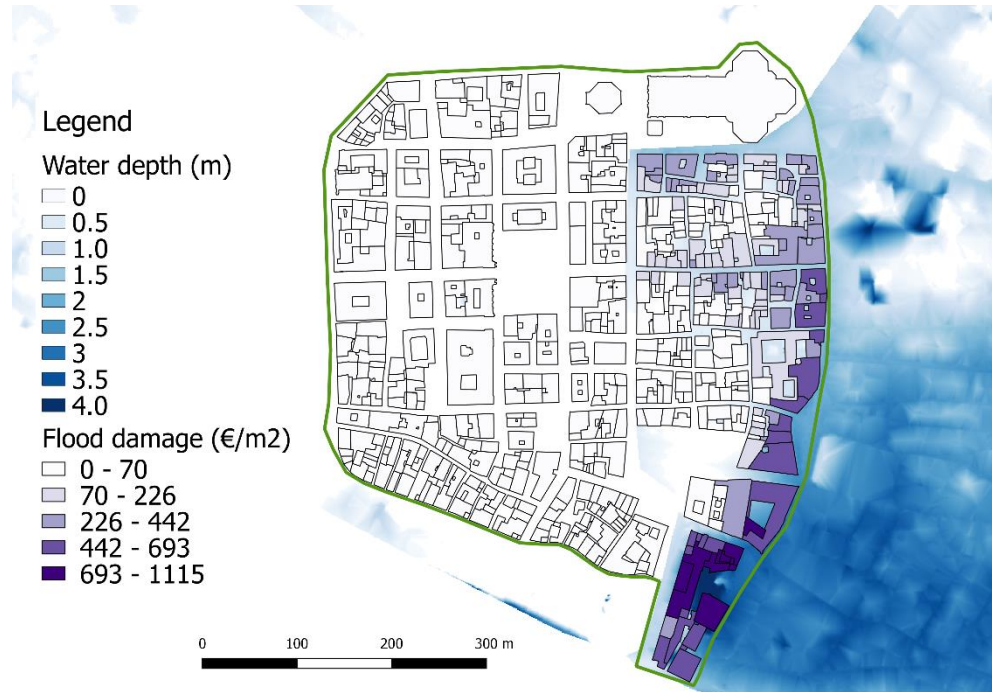 Legend
Water depth (m)
0
0.5
1.0
1.5
2
2.5
3
3.5
4.0
Flood damage (€/m2)
0 - 70
70 - 226
226 - 442
442 - 693
693 - 1115
0 100 200 300 m